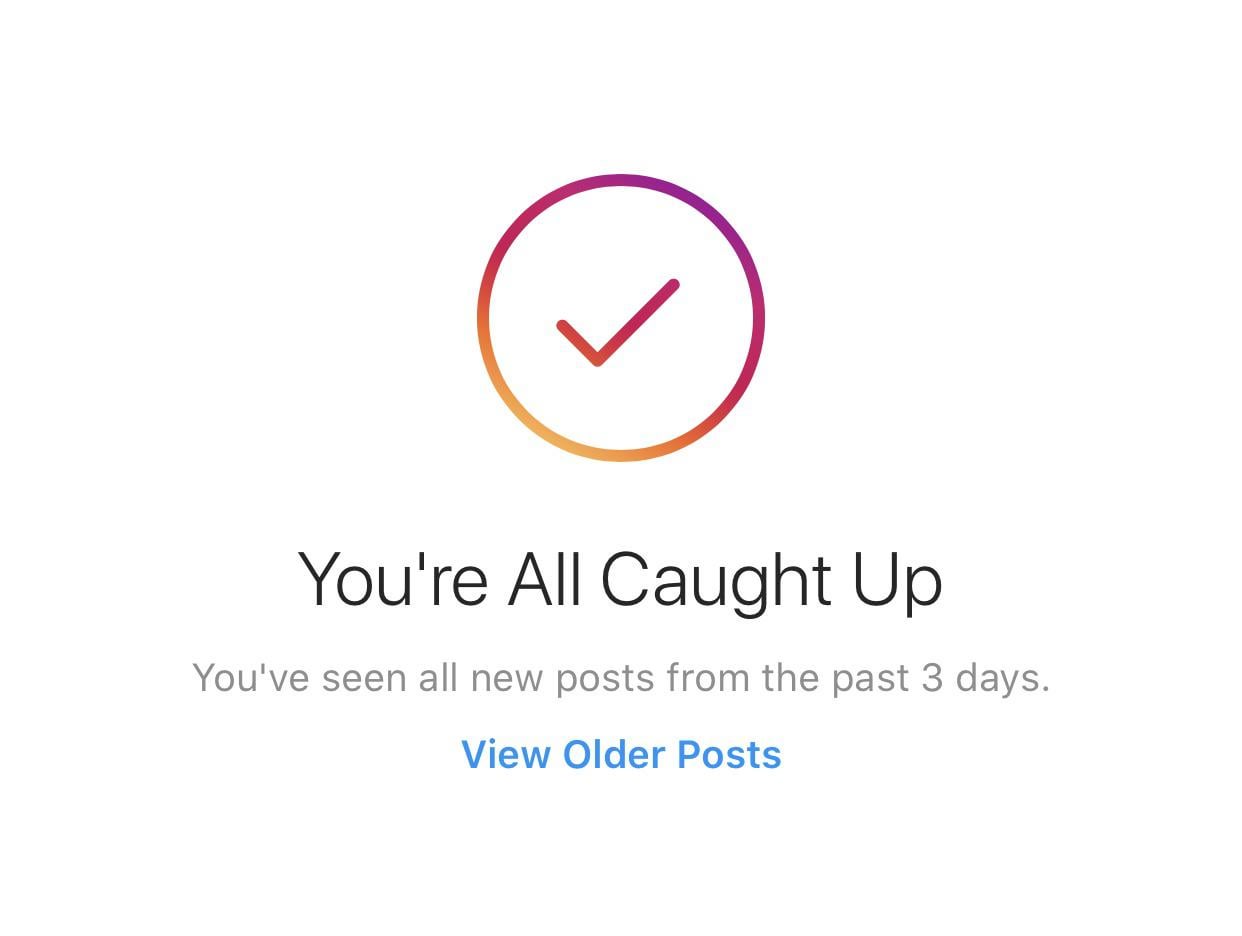 You're All Caught Up
You've seen all new posts from the past 3 days.
View Older Posts